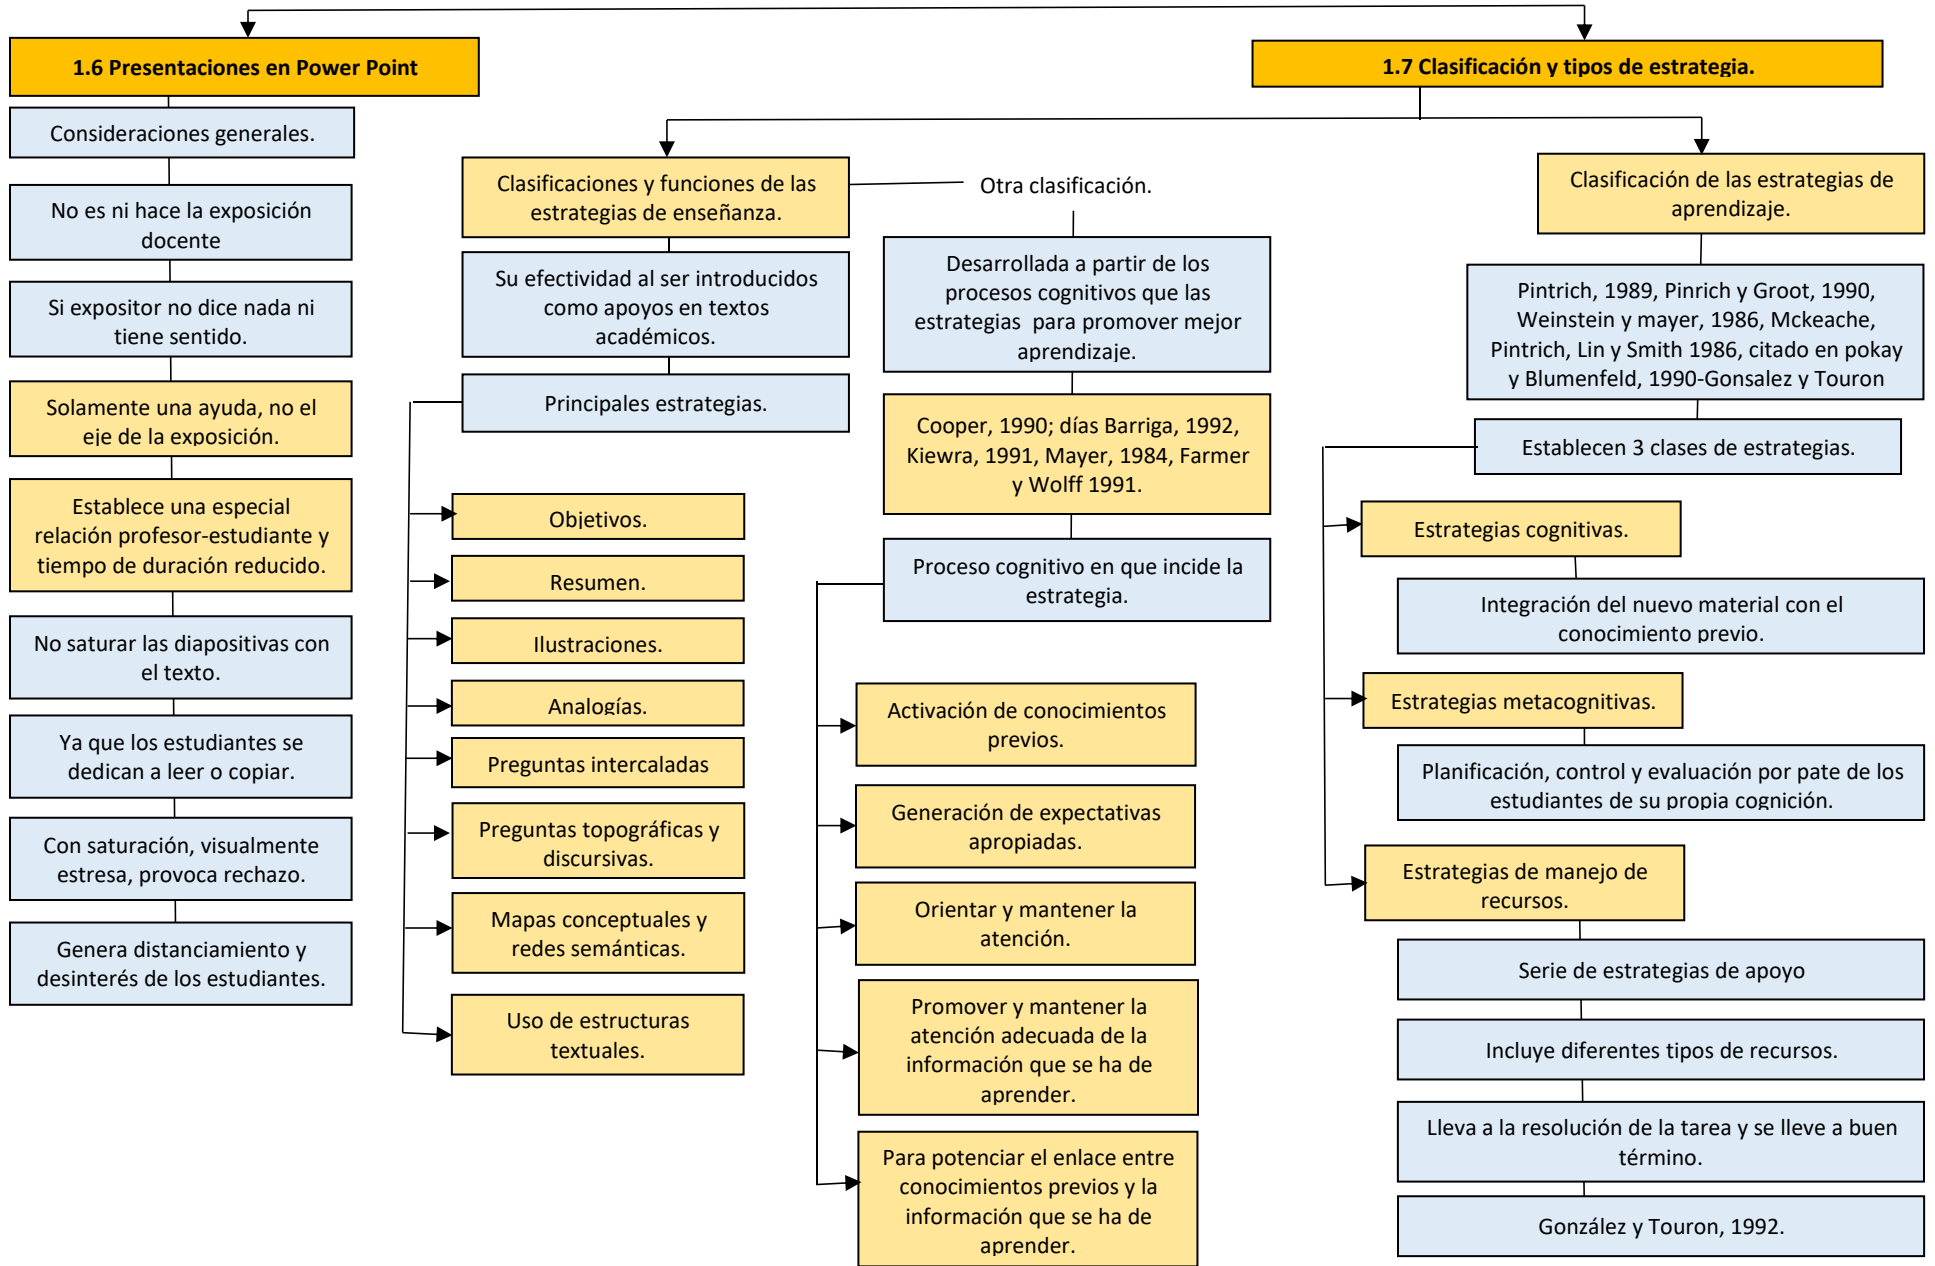 1.6 Presentaciones en Power Point
Consideraciones generales.
No es ni hace la exposición
docente
Si expositor no dice nada ni
tiene sentido.
Solamente una ayuda, no el
eje de la exposición.
Establece una especial
relación profesor-estudiante y
tiempo de duración reducido.
No saturar las diapositivas con
el texto.
Ya que los estudiantes se
dedican a leer o copiar.
Con saturación, visualmente
estresa, provoca rechazo.
Genera distanciamiento y
desinterés de los estudiantes.
1.7 Clasificación y tipos de estrategia.
Clasificaciones y funciones de las
estrategias de enseñanza.
Su efectividad al ser introducidos
como apoyos en textos
académicos.
Principales estrategias.
Objetivos.
Resumen.
Ilustraciones.
Analogías.
Preguntas intercaladas
Preguntas topográficas y
discursivas.
Mapas conceptuales y
redes semánticas.
Uso de estructuras
textuales.
Otra clasificación.
Desarrollada a partir de los
procesos cognitivos que las
estrategias para promover mejor
aprendizaje.
Cooper, 1990; días Barriga, 1992,
Kiewra, 1991, Mayer, 1984, Farmer
y Wolff 1991.
Proceso cognitivo en que incide la
estrategia.
Activación de conocimientos
previos.
Generación de expectativas
apropiadas.
Orientar y mantener la
atención.
Promover y mantener la
atención adecuada de la
información que se ha de
aprender.
Para potenciar el enlace entre
conocimientos previos y la
información que se ha de
aprender.
Clasificación de las estrategias de
aprendizaje.
Pintrich, 1989, Pinrich y Groot, 1990,
Weinstein y mayer, 1986, Mckeache,
Pintrich, Lin y Smith 1986, citado en pokay
y Blumenfeld, 1990-Gonsalez y Touron
Establecen 3 clases de estrategias.
Estrategias cognitivas.
Integración del nuevo material con el
conocimiento previo.
Estrategias metacognitivas.
Planificación, control y evaluación por pate de los
estudiantes de su propia cognición.
Estrategias de manejo de
recursos.
Serie de estrategias de apoyo
Incluye diferentes tipos de recursos.
Lleva a la resolución de la tarea y se lleve a buen
término.
González y Touron, 1992.